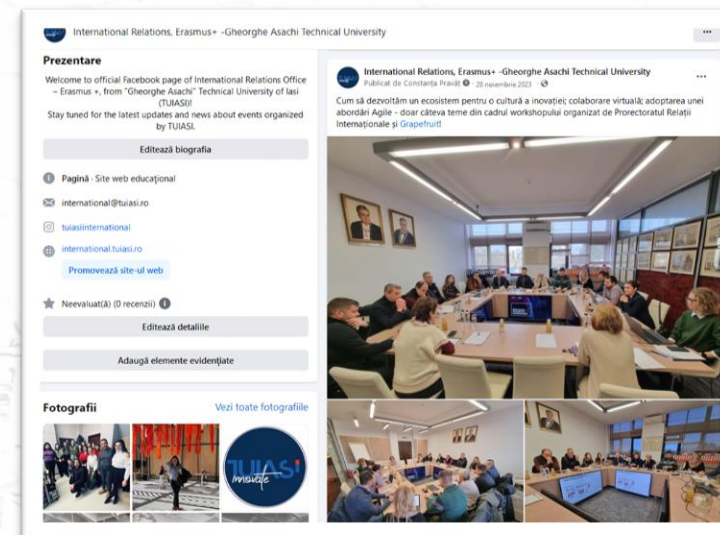 International Relations, Erasmus+ -Gheorghe Asachi Technical University
Prezentare
Welcome to official Facebook page of International Relations Office
– Erasmus +, from "Gheorghe Asachi" Technical University of Iasi
(TUIASI)!
Stay tuned for the latest updates and news about events organized
by TUIASI.
Editează biografia
Pagină · Site web educațional
international@tuiasi.ro
tuiasiinternational
international.tuiasi.ro
Promovează site-ul web
Neevaluat(ă) (0 recenzii)
Editează detaliile
Adaugă elemente evidențiate
Fotografii
Vezi toate fotografiile
TUIASI
Innovate
International Relations, Erasmus+ -Gheorghe Asachi Technical University
Publicat de Constanța Pravăț · 28 noiembrie 2023 ·
Cum să dezvoltăm un ecosistem pentru o cultură a inovației; colaborare virtuală; adoptarea unei
abordări Agile - doar câteva teme din cadrul workshopului organizat de Prorectoratul Relații
Internaționale și Grapefruit!